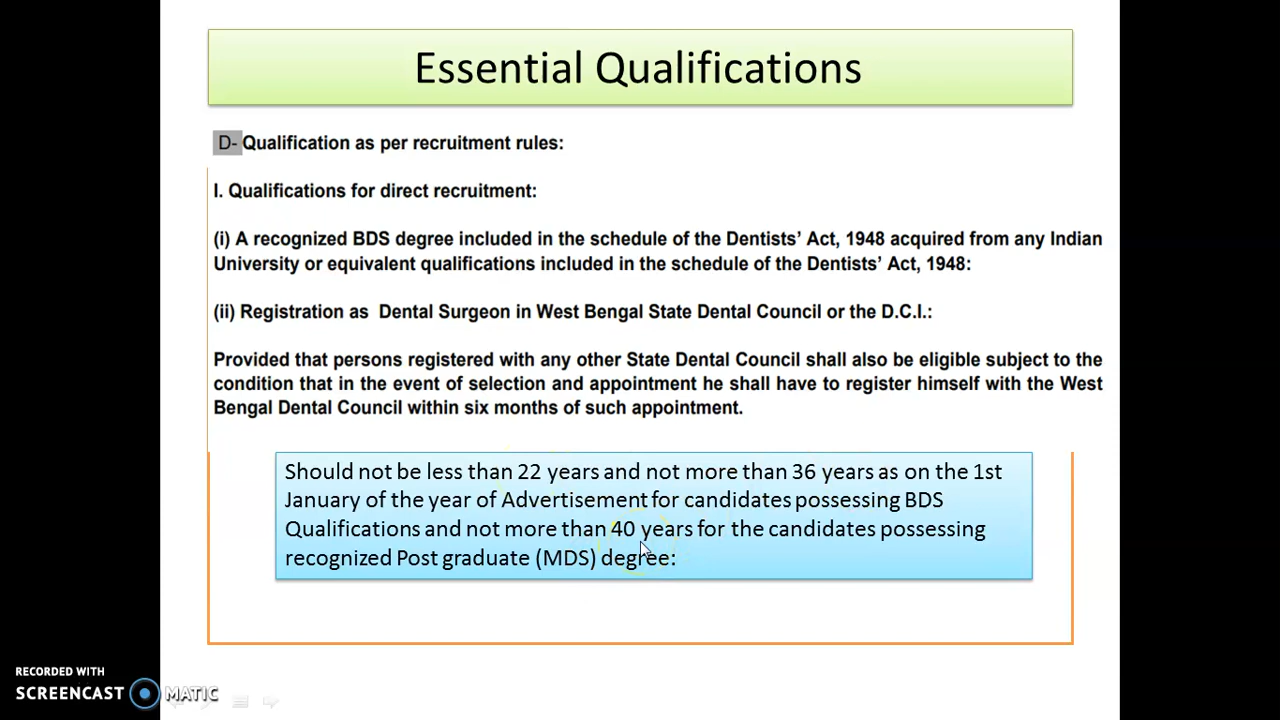 Essential Qualifications
D- Qualification as per recruitment rules:
I. Qualifications for direct recruitment:
(i) A recognized BDS degree included in the schedule of the Dentists' Act, 1948 acquired from any Indian
University or equivalent qualifications included in the schedule of the Dentists' Act, 1948:
(ii) Registration as Dental Surgeon in West Bengal State Dental Council or the D.C.I.:
Provided that persons registered with any other State Dental Council shall also be eligible subject to the
condition that in the event of selection and appointment he shall have to register himself with the West
Bengal Dental Council within six months of such appointment.
Should not be less than 22 years and not more than 36 years as on the 1st
January of the year of Advertisement for candidates possessing BDS
Qualifications and not more than 40 years for the candidates possessing
recognized Post graduate (MDS) degree:
RECORDED WITH
SCREENCAST MATIC